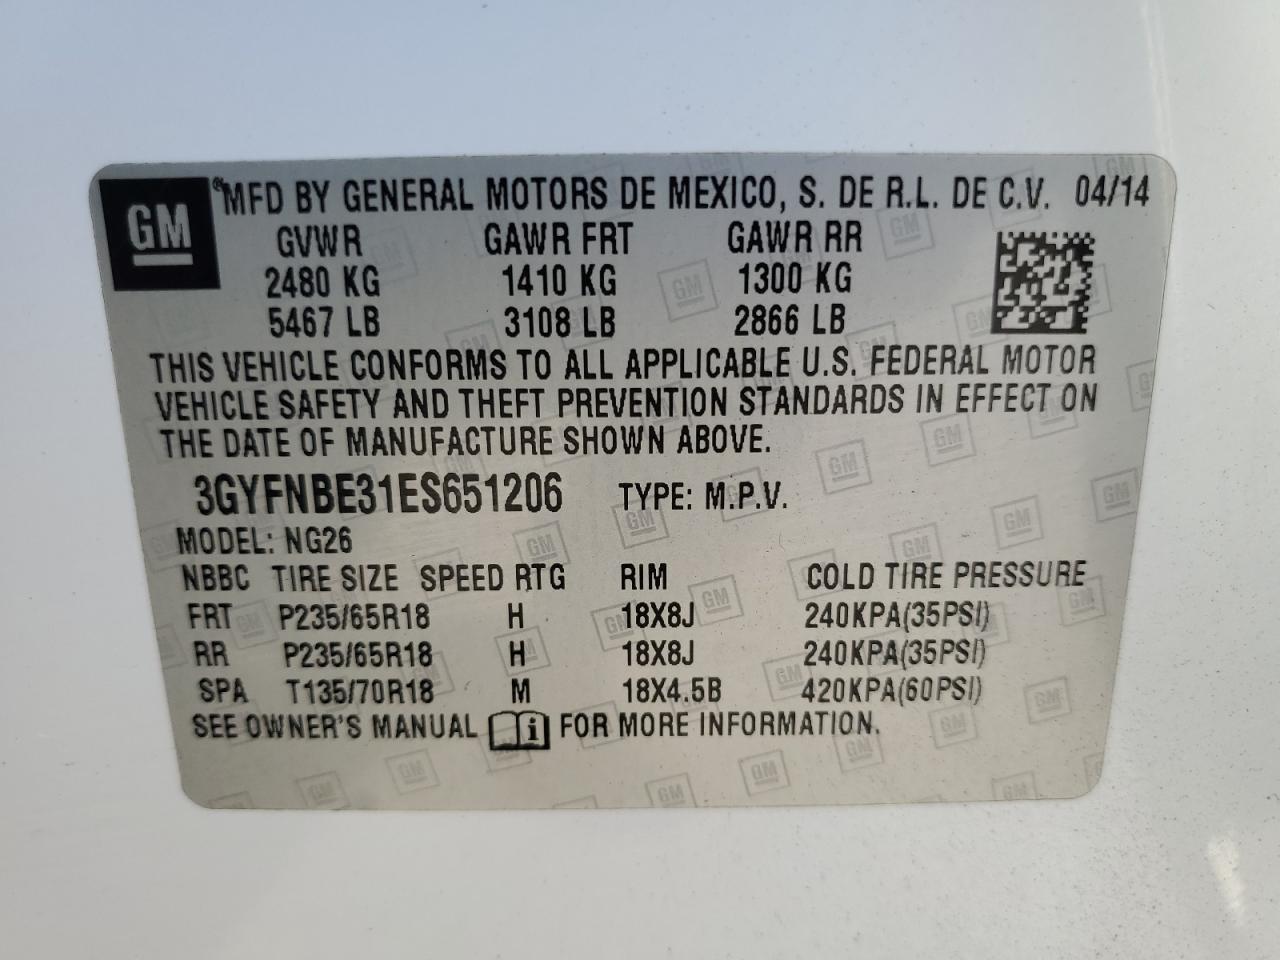 GM
®MFD BY GENERAL MOTORS DE MEXICO, S. DE R.L. DE C.V. 04/14
GVWR GAWR FRT GAWR RR
2480 KG 1410 KG 1300 KG
5467 LB 3108 LB 2866 LB
THIS VEHICLE CONFORMS TO ALL APPLICABLE U.S. FEDERAL MOTOR
VEHICLE SAFETY AND THEFT PREVENTION STANDARDS IN EFFECT ON
THE DATE OF MANUFACTURE SHOWN ABOVE.
3GYFNBE31ES651206 TYPE: M.P.V.
MODEL: NG26
NBBC TIRE SIZE SPEED RTG RIM COLD TIRE PRESSURE
FRT P235/65R18 H 18X8J 240KPA(35PSI)
RR P235/65R18 H 18X8J 240KPA(35PSI)
SPA T135/70R18 M 18X4.5B 420KPA(60PSI)
SEE OWNER'S MANUAL i FOR MORE INFORMATION.